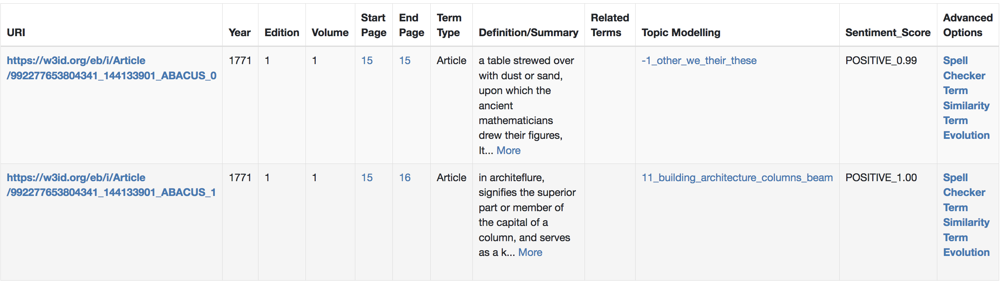 URI Year Edition Volume Start Page End Page Term Type Definition/Summary Related Terms Topic Modelling Sentiment_Score Advanced Options
https://w3id.org/eb/i/Article
/992277653804341_144133901_ABACUS_0
1771
1
1
15
15
Article
a table strewed over
with dust or sand,
upon which the
ancient
mathematicians
drew their figures,
It... More
-1_other_we_their_these
POSITIVE_0.99
Spell
Checker
Term
Similarity
Term
Evolution
https://w3id.org/eb/i/Article
/992277653804341_144133901_ABACUS_1
1771
1
1
15
16
Article
in architeflure,
signifies the superior
part or member of
the capital of a
column, and serves
as a k... More
11_building_architecture_columns_beam
POSITIVE_1.00
Spell
Checker
Term
Similarity
Term
Evolution